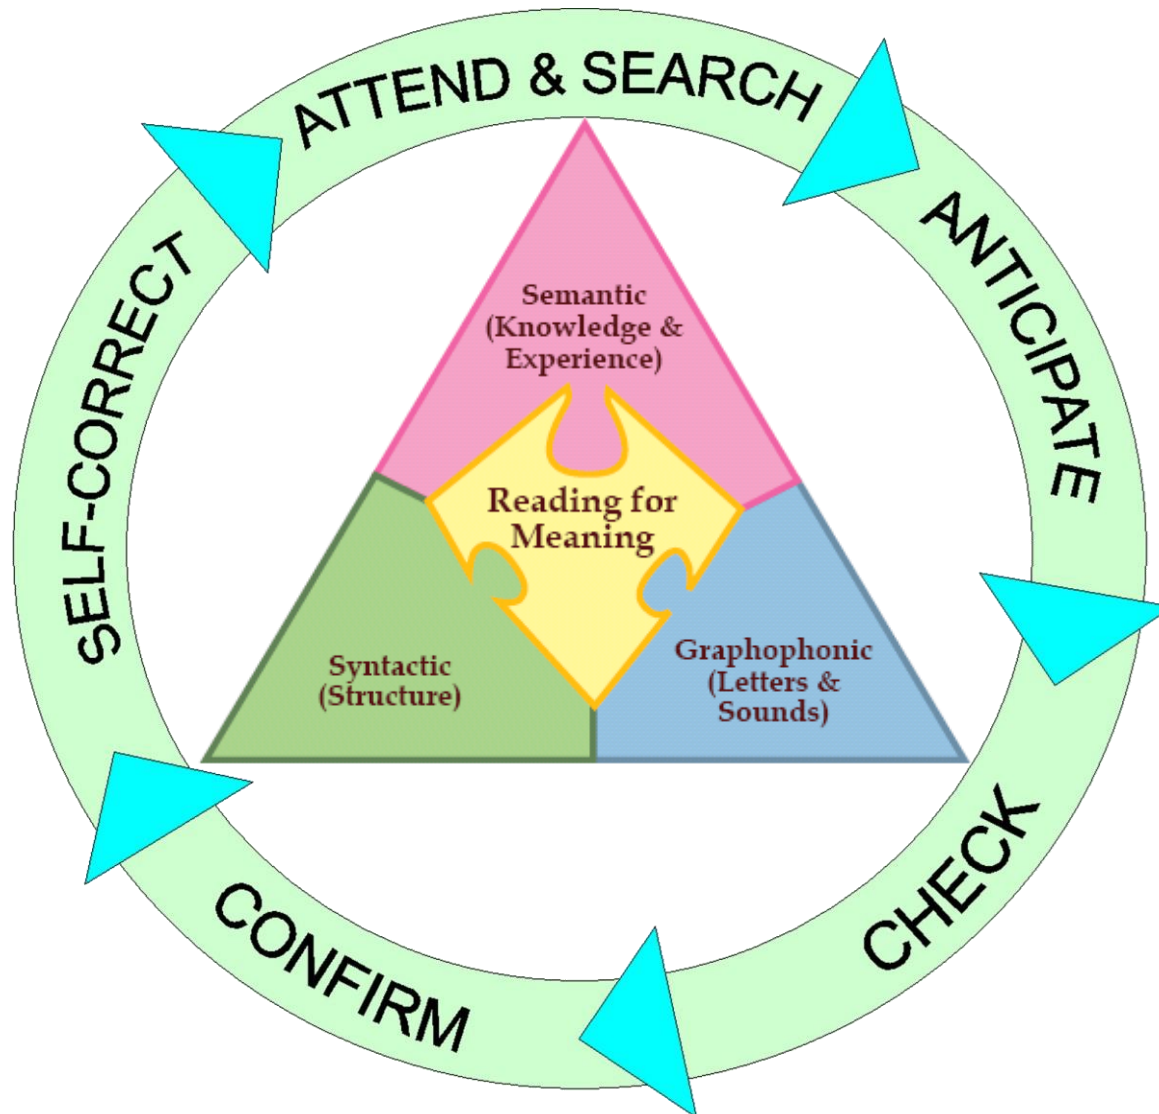 ATTEND & SEARCH
ANTICIPATE
CHECK
CONFIRM
SELF-CORRECT
Semantic
(Knowledge &
Experience)
Reading for
Meaning
Syntactic
(Structure)
Graphophonic
(Letters &
Sounds)